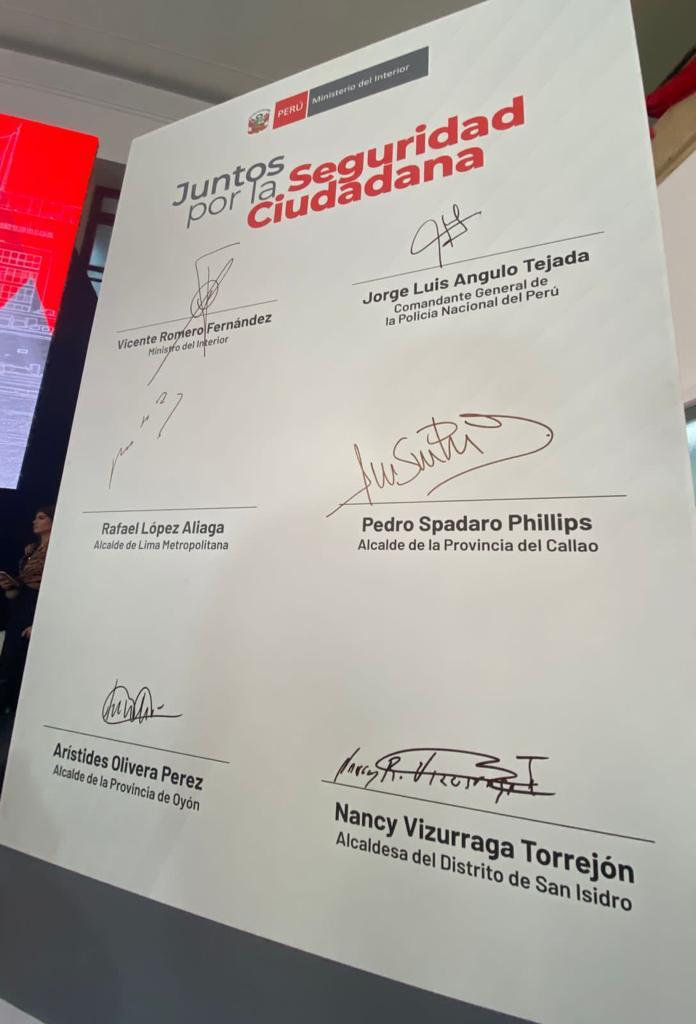 PERÚ
Ministerio del Interior
Juntos
por la
Seguridad
Ciudadana
Vicente Romero Fernández
Ministro del Interior
Jorge Luis Angulo Tejada
Comandante General de
la Policía Nacional del Perú
Rafael López Aliaga
Alcalde de Lima Metropolitana
Pedro Spadaro Phillips
Alcalde de la Provincia del Callao
Arístides Olivera Perez
Alcalde de la Provincia de Oyón
Nancy R. Vizurraga T
Nancy Vizurraga Torrejón
Alcaldesa del Distrito de San Isidro